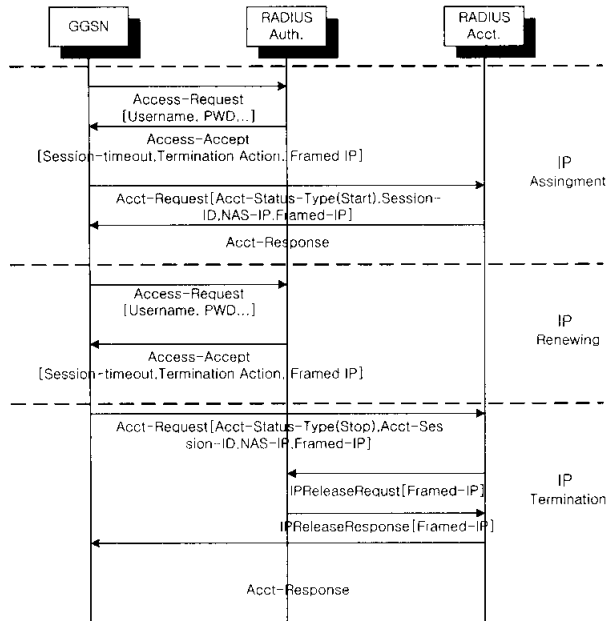 GGSN
RADIUS
Auth.
RADIUS
Acct.
Access-Request
[Username, PWD,..]
Access-Accept
[Session-timeout,Termination Action, Framed IP]
Acct-Request[Acct-Status-Type(Start),Session-
ID,NAS-IP,Framed-IP]
Acct-Response
IP
Assingment
Access-Request
[Username, PWD...]
Access-Accept
[Session-timeout,Termination Action, Framed IP]
IP
Renewing
Acct-Request[Acct-Status-Type(Stop),Acct-Ses
sion-ID,NAS-IP,Framed-IP]
IPReleaseRequst[Framed-IP]
IPReleaseResponse[Framed-IP]
Acct-Response
IP
Termination